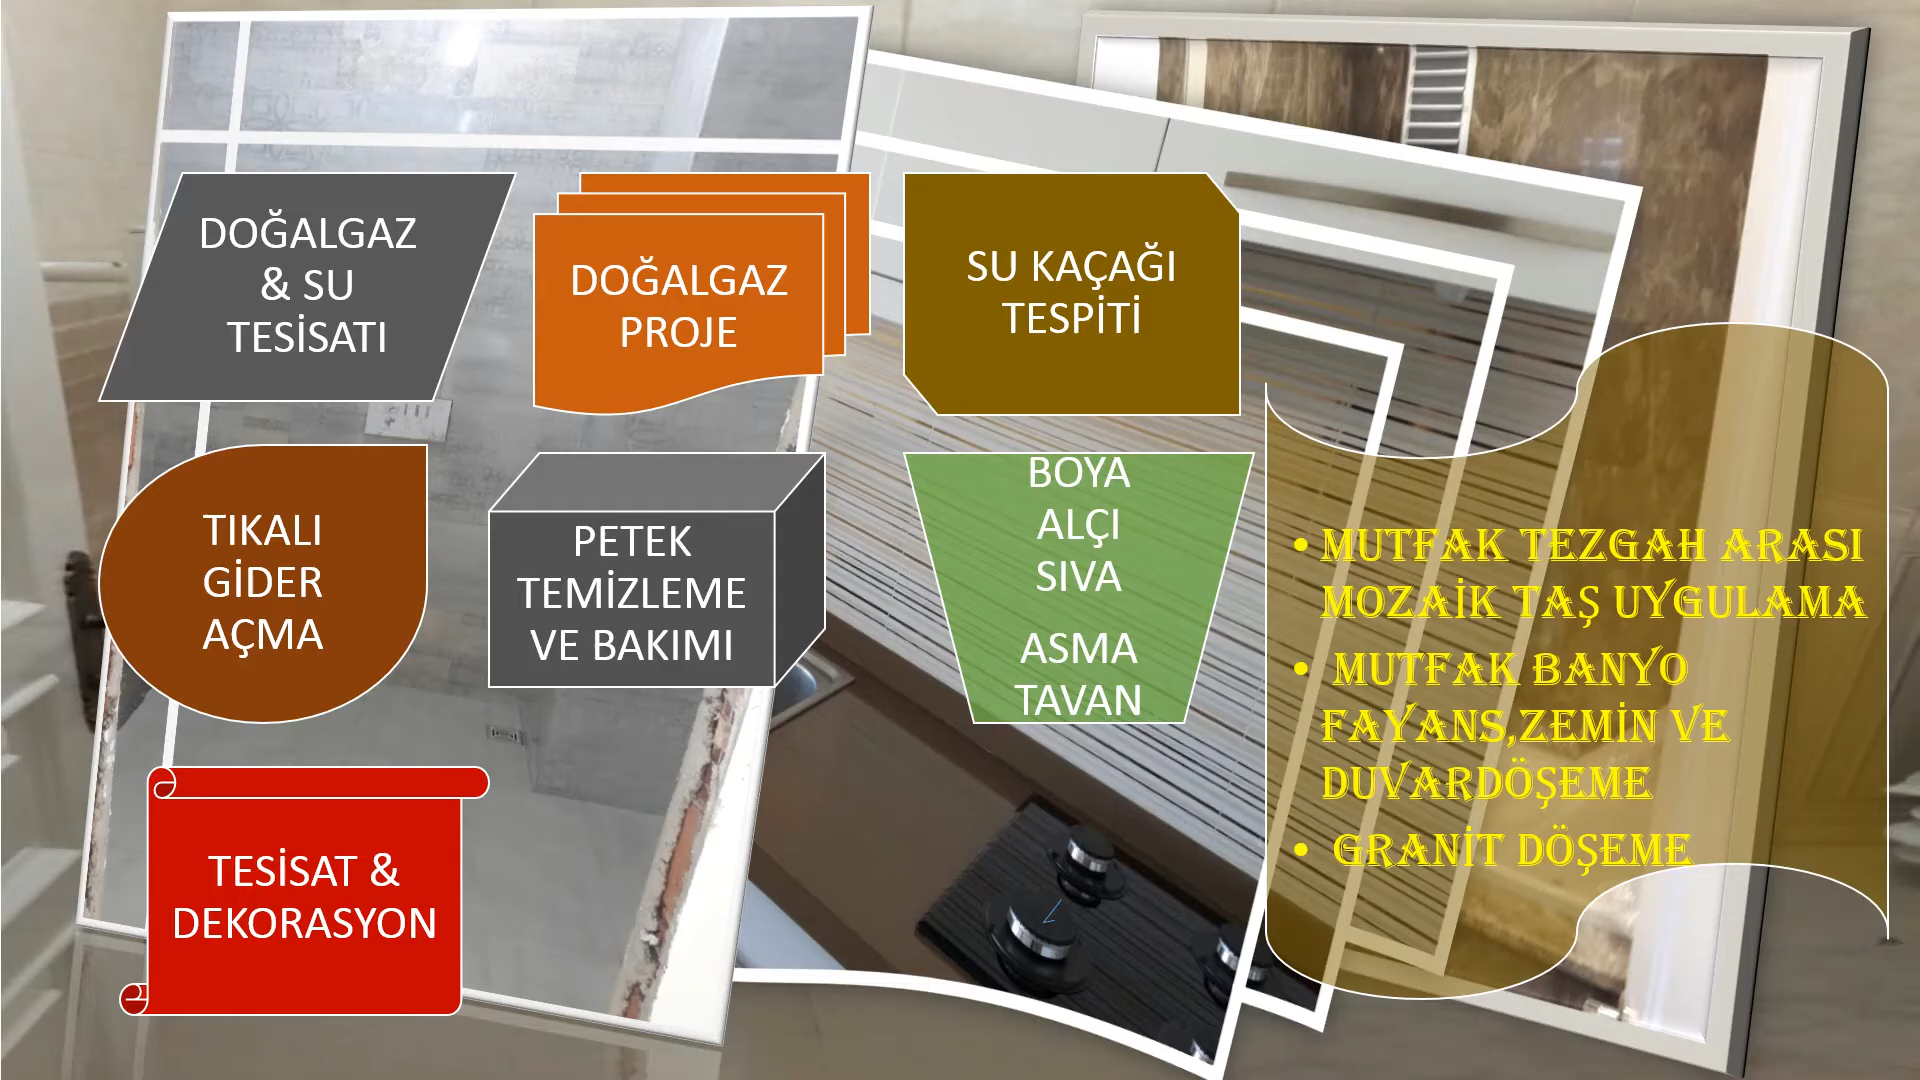 DOĞALGAZ
& SU
TESİSATI
DOĞALGAZ
PROJE
SU KAÇAĞI
TESPİTİ
TIKALI
GİDER
AÇMA
PETEK
TEMİZLEME
VE BAKIMI
BOYA
ALÇI
SIVA
ASMA
TAVAN
TESİSAT &
DEKORASYON
• MUTFAK TEZGAH ARASI
MOZAİK TAŞ UYGULAMA
• MUTFAK BANYO
FAYANS,ZEMİN VE
DUVARDÖŞEME
• GRANİT DÖŞEME